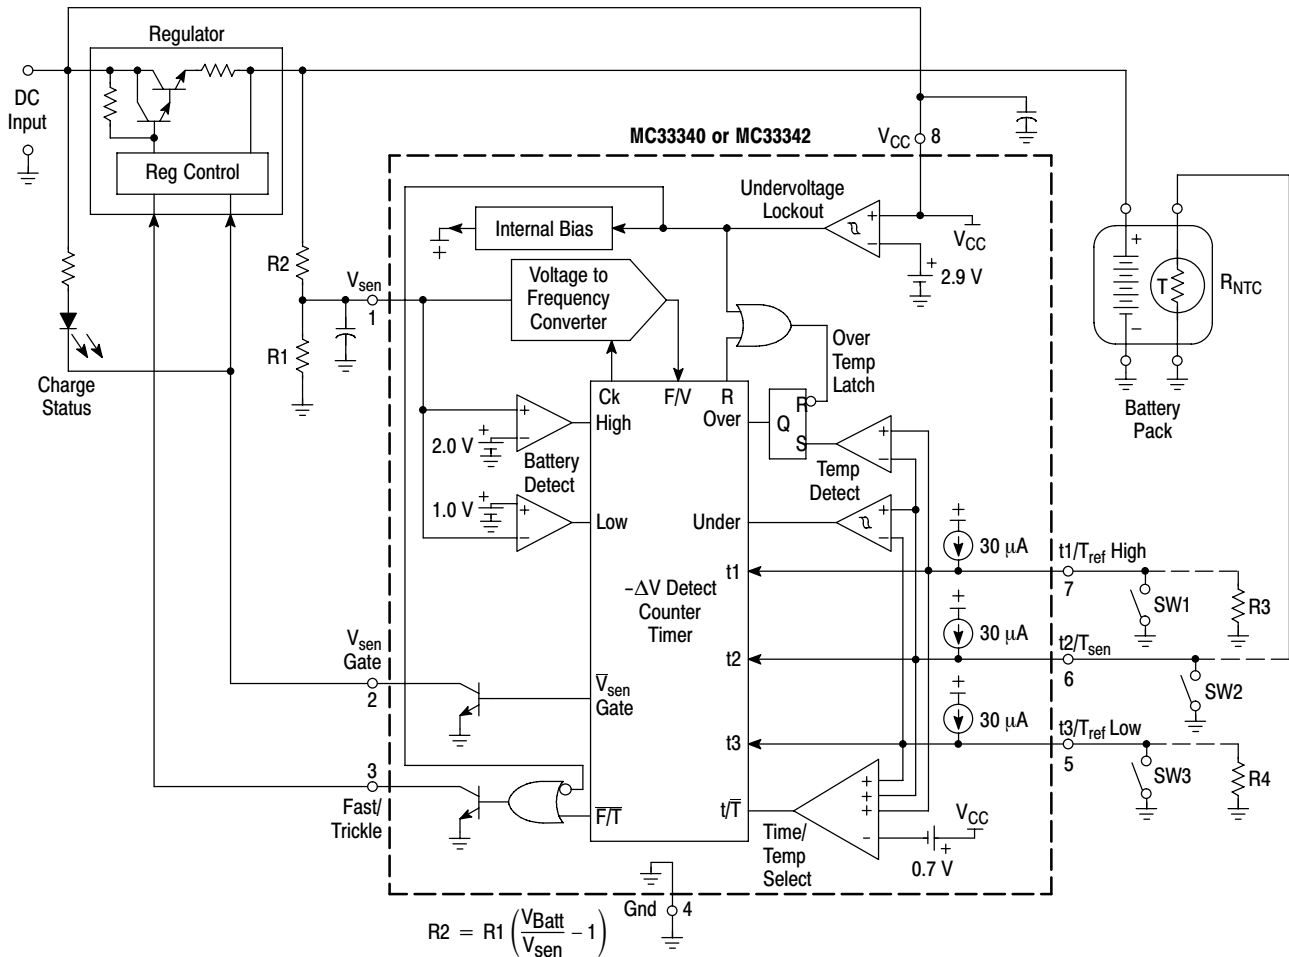 Regulator
DC
Input
Reg Control
MC33340 or MC33342
VCC
8
Undervoltage
Lockout
Internal Bias
+
−
VCC
+
2.9 V
R2
Vsen
1
Voltage to
Frequency
Converter
R1
Charge
Status
Over
Temp
Latch
+
T
−
RNTC
Battery
Pack
Ck
F/V
R
High
Over
R
Q
S
+
−
2.0 V
+
−
Battery
Detect
+
−
Temp
Detect
1.0 V
+
+
−
Low
Under
+
−
+
30 μA
t1/Tref High
7
t1
SW1
R3
−ΔV Detect
Counter
Timer
+
30 μA
t2/Tsen
6
t2
SW2
Vsen
Gate
2
V̅sen
Gate
+
30 μA
t3/Tref Low
5
t3
SW3
R4
3
Fast/
Trickle
F̅/̅T̅
t/T̅
+
+
+
−
VCC
+
0.7 V
Time/
Temp
Select
Gnd
4
R2 = R1 (VBatt/Vsen − 1)